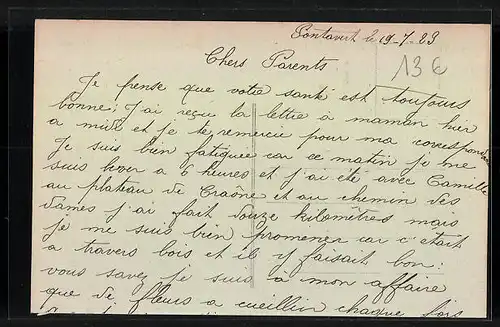 Pontavert le 19-7-23
13€
Chers Parents
Je pense que votre santé est toujours
bonne; J'ai reçu la lettre à maman hier
a midi et je te remercie pour ma correspondance
Je suis bien fatiguée car ce matin je me
suis lever a 6 heures et j'ai été avec Camille
au plateau de Craône et au chemin des
dames j'ai fait douze kilomètres mais
je me suis bien promener car c'était
a travers bois et il y faisait bon:
vous savez je suis à mon affaire
que de fleurs a cueillir chaque fois